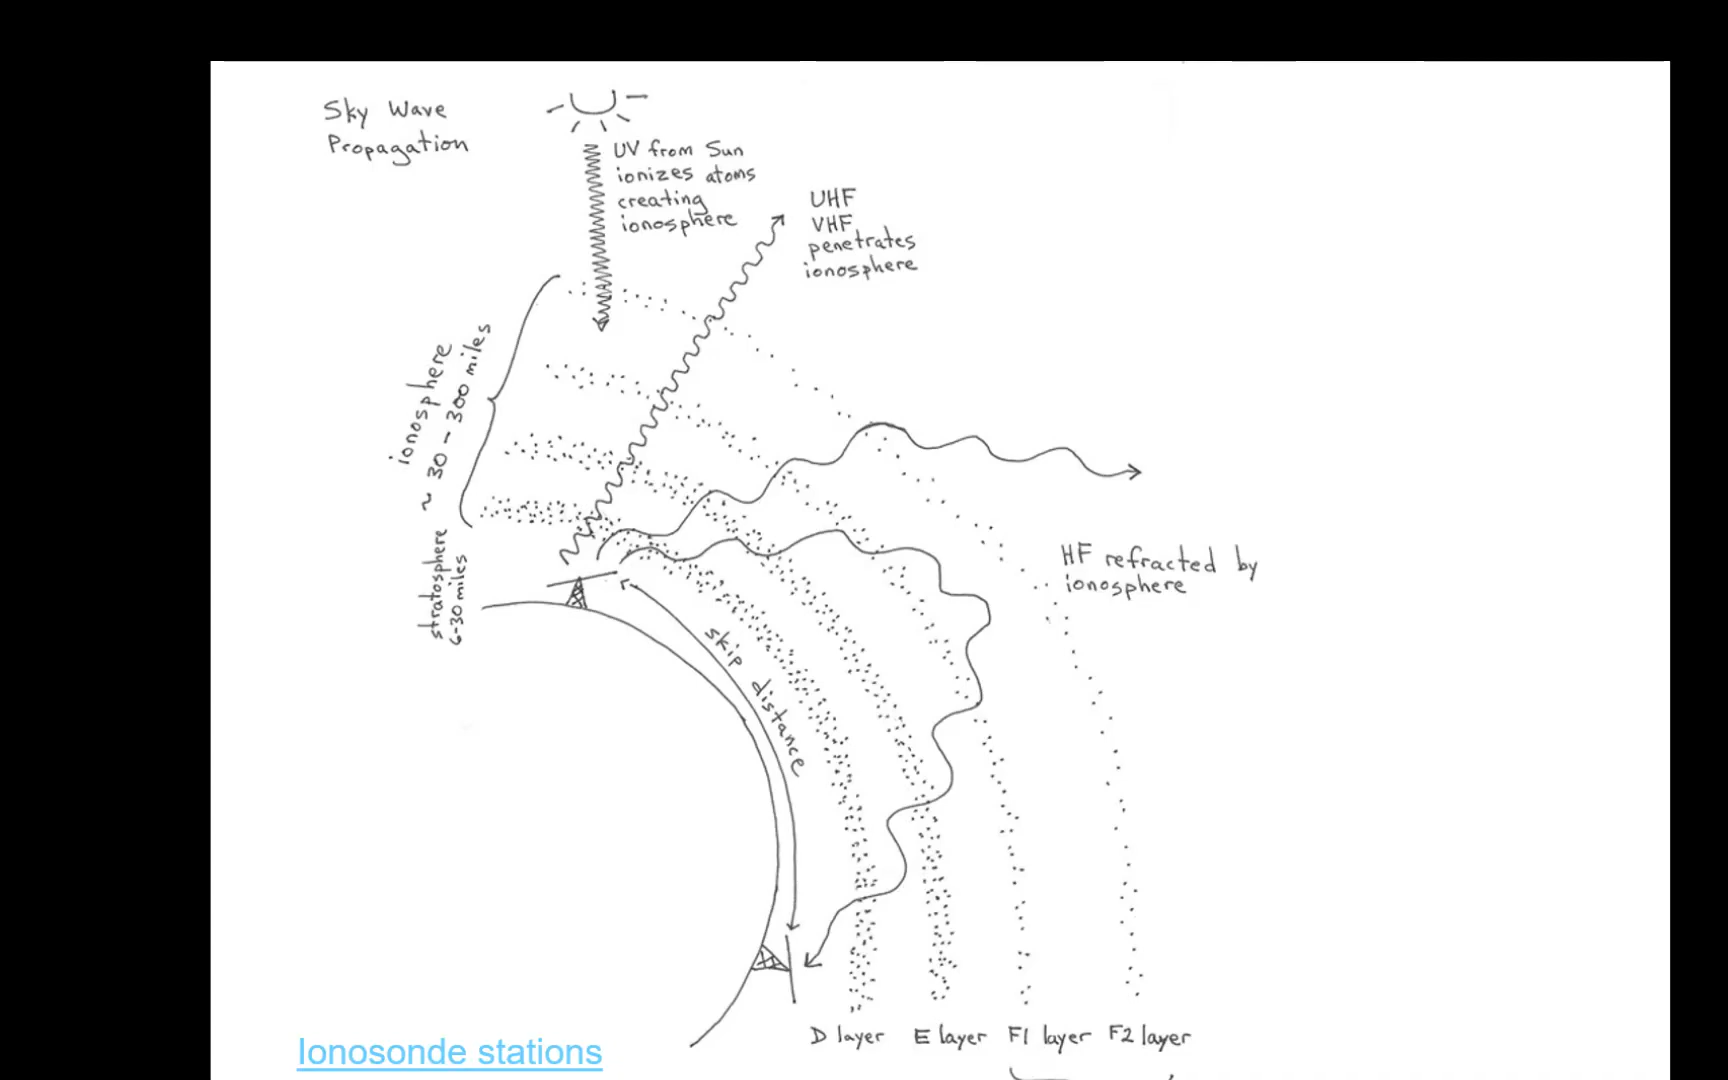 Sky Wave
Propagation
UV from Sun
ionizes atoms
creating
ionosphere
UHF
VHF
penetrates
ionosphere
ionosphere
~ 30 - 300 miles
stratosphere
6-30 miles
HF refracted by
ionosphere
skip distance
D layer E layer F1 layer F2 layer
Ionosonde stations